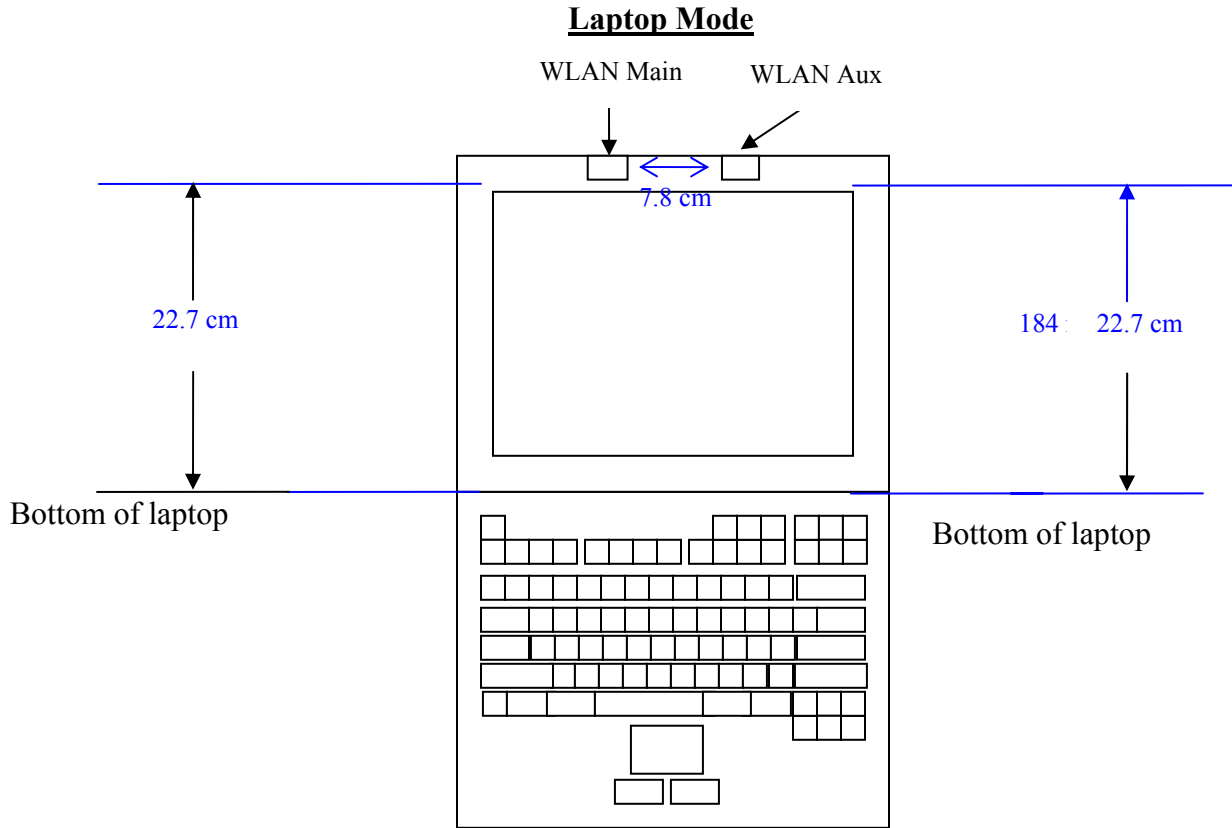 Laptop Mode
WLAN Main
WLAN Aux
7.8 cm
22.7 cm
184
22.7 cm
Bottom of laptop
Bottom of laptop